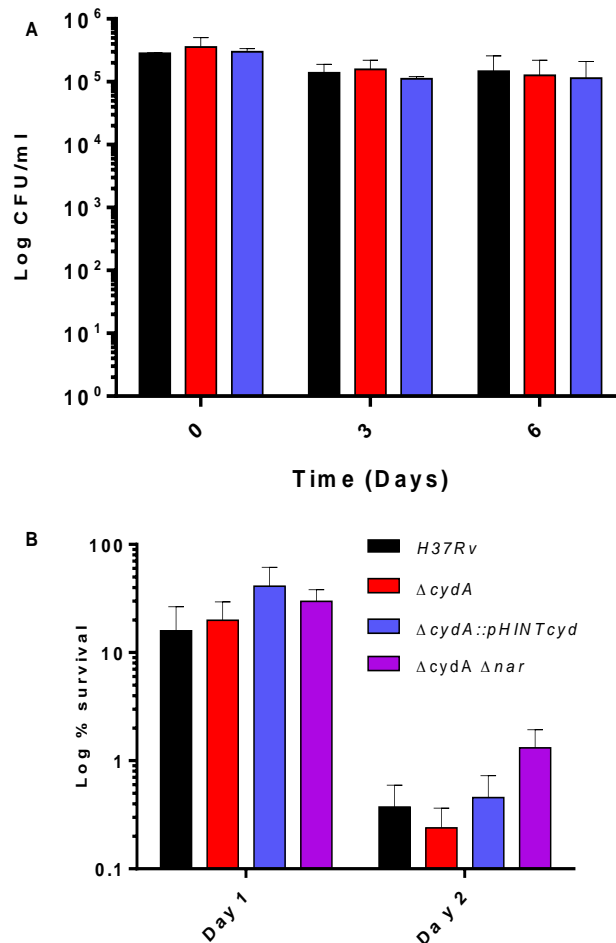 A
Log CFU/ml
10^6
10^5
10^4
10^3
10^2
10^1
10^0
0
3
6
Time (Days)
B
Log % survival
100
10
1
0.1
H37Rv
ΔcydA
ΔcydA::pHINTcyd
ΔcydA Δnar
Day 1
Day 2